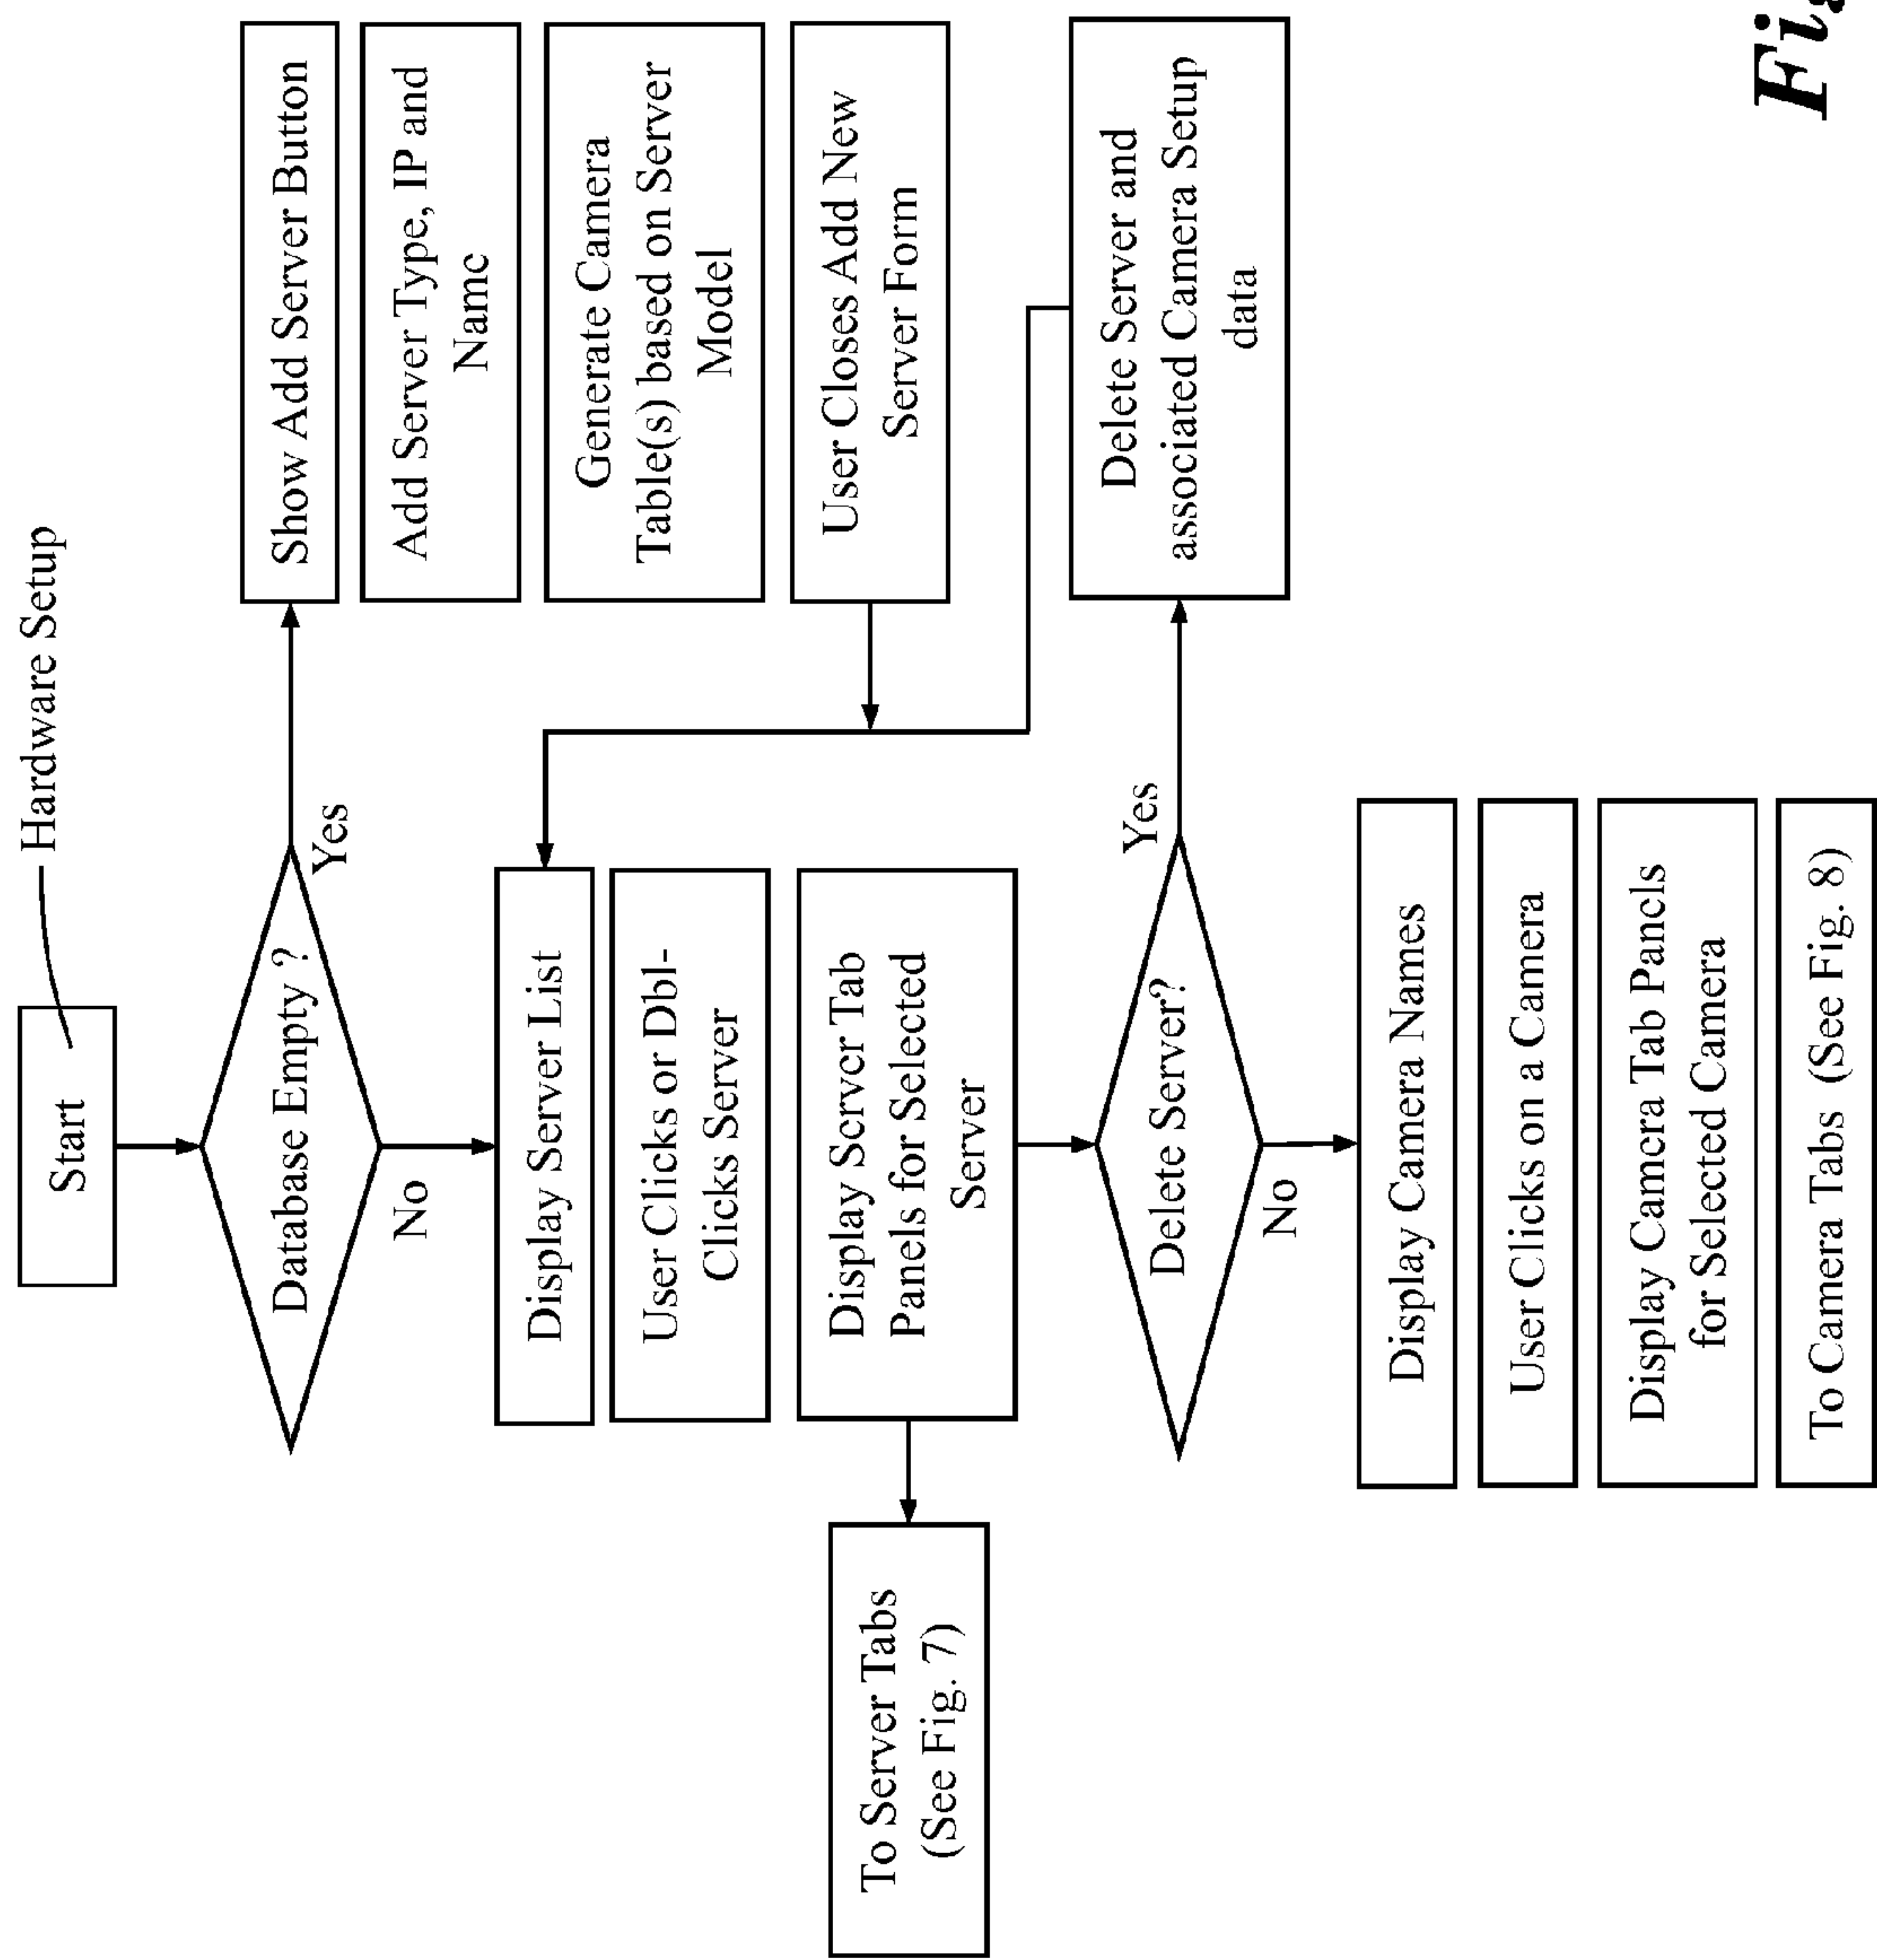 Hardware Setup
Start
Database Empty ?
Yes
No
Show Add Server Button
Add Server Type, IP and
Name
Generate Camera
Table(s) based on Server
Model
User Closes Add New
Server Form
Display Server List
User Clicks or Dbl-
Clicks Server
Display Server Tab
Panels for Selected
Server
To Server Tabs
(See Fig. 7)
Delete Server?
Yes
No
Delete Server and
associated Camera Setup
data
Display Camera Names
User Clicks on a Camera
Display Camera Tab Panels
for Selected Camera
To Camera Tabs (See Fig. 8)